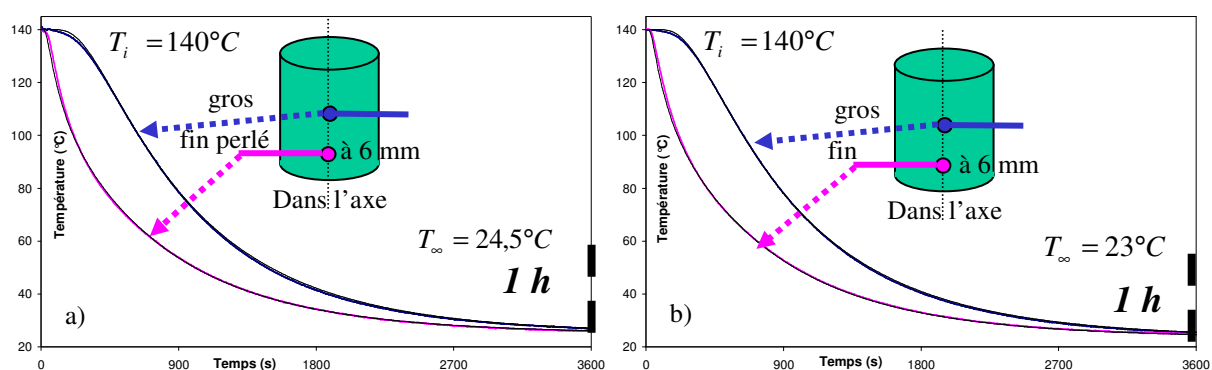 140
120
100
80
60
40
20
0
900
1800
2700
3600
Température (°C)
Temps (s)
T_i = 140°C
gros
fin perlé
à 6 mm
Dans l’axe
T_∞ = 24,5°C
1 h
a)
140
120
100
80
60
40
20
0
900
1800
2700
3600
Température (°C)
Temps (s)
T_i = 140°C
gros
fin
à 6 mm
Dans l’axe
T_∞ = 23°C
1 h
b)